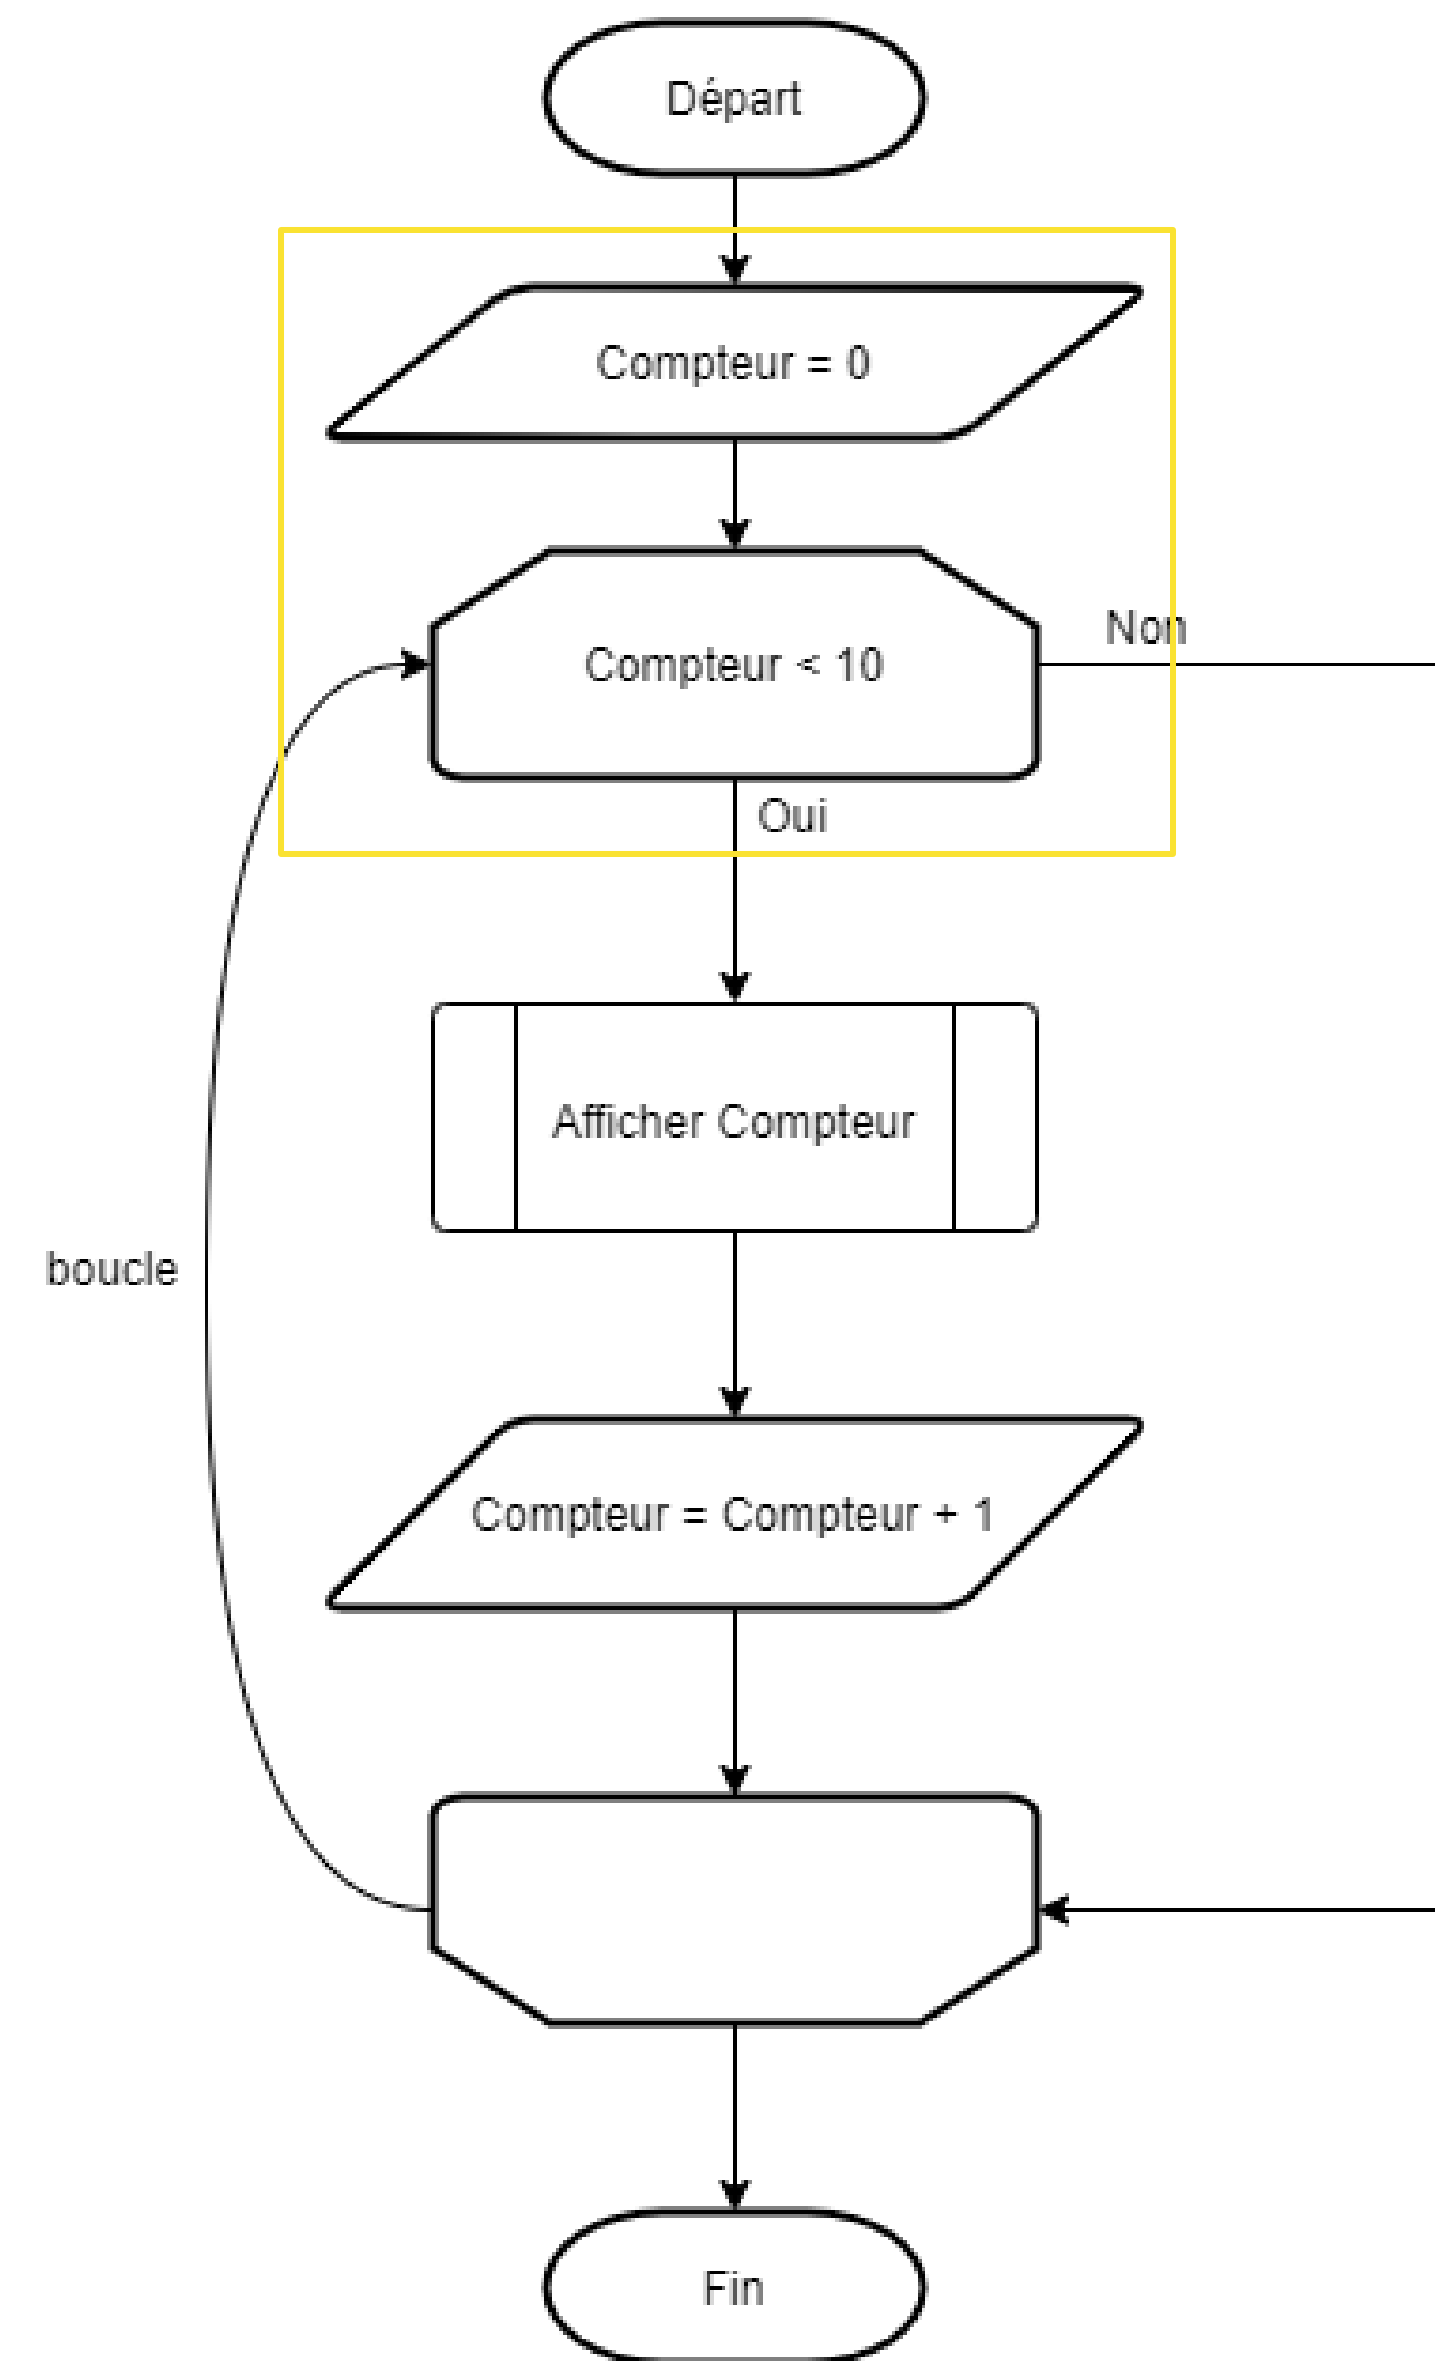 Départ
Compteur = 0
Compteur < 10
Non
Oui
Afficher Compteur
boucle
Compteur = Compteur + 1
Fin